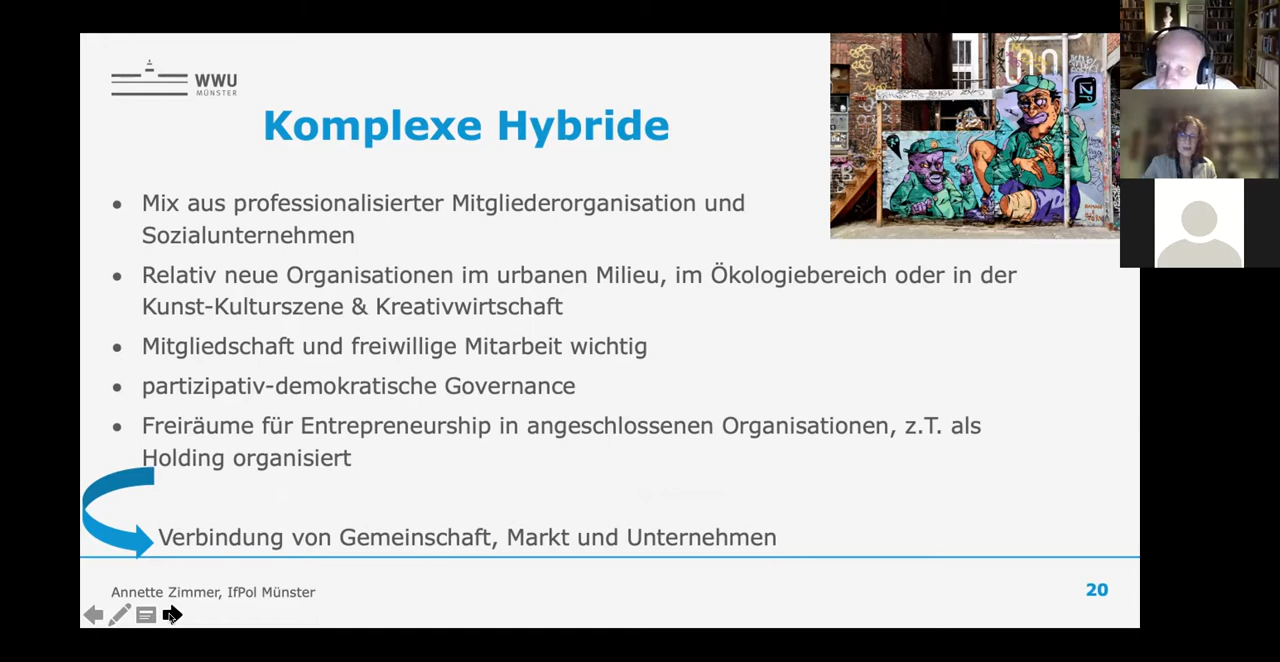 WWU
MÜNSTER
Komplexe Hybride
• Mix aus professionalisierter Mitgliederorganisation und
Sozialunternehmen
• Relativ neue Organisationen im urbanen Milieu, im Ökologiebereich oder in der
Kunst-Kulturszene & Kreativwirtschaft
• Mitgliedschaft und freiwillige Mitarbeit wichtig
• partizipativ-demokratische Governance
• Freiräume für Entrepreneurship in angeschlossenen Organisationen, z.T. als
Holding organisiert
Verbindung von Gemeinschaft, Markt und Unternehmen
Annette Zimmer, IfPol Münster
20